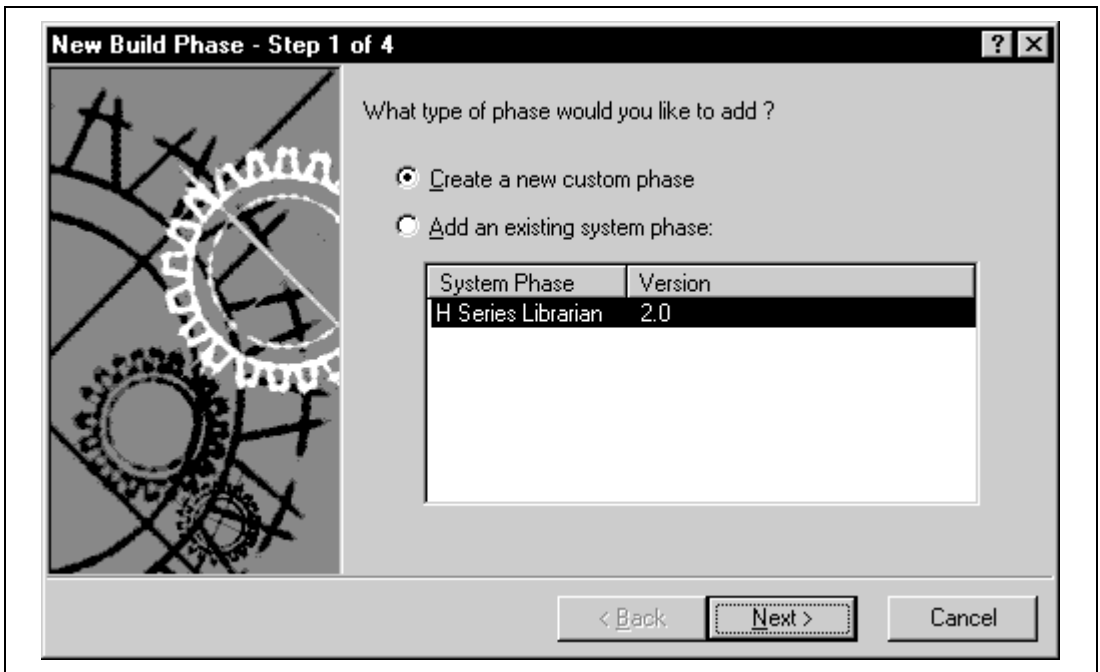 New Build Phase - Step 1 of 4
What type of phase would you like to add ?
Create a new custom phase
Add an existing system phase:
System Phase Version
H Series Librarian 2.0
< Back Next > Cancel